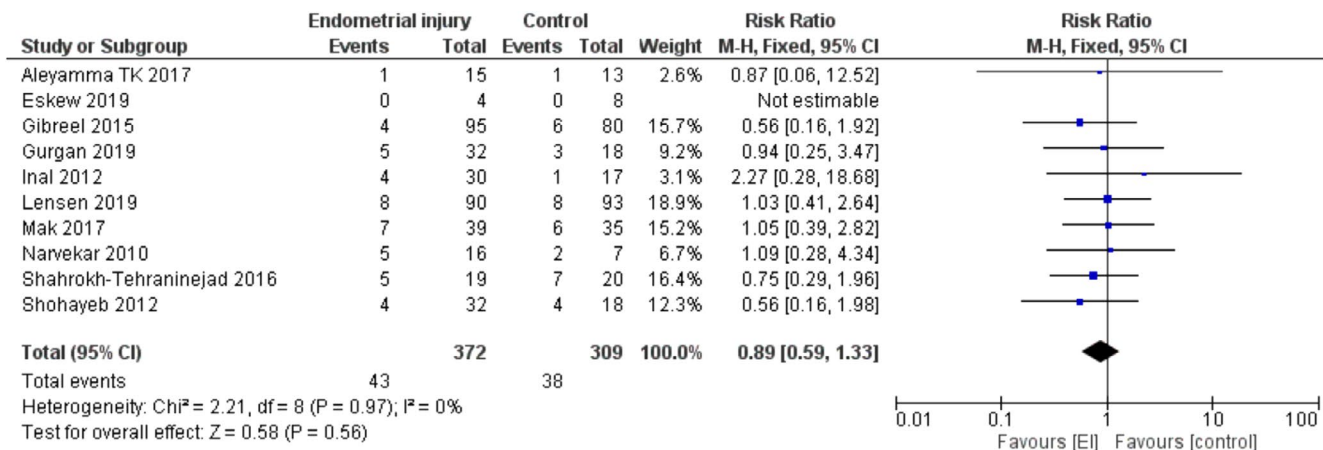 Endometrial injury Control Risk Ratio Risk Ratio
Study or Subgroup Events Total Events Total Weight M-H, Fixed, 95% CI M-H, Fixed, 95% CI
Aleyamma TK 2017 1 15 1 13 2.6% 0.87 [0.06, 12.52]
Eskew 2019 0 4 0 8 Not estimable
Gibreel 2015 4 95 6 80 15.7% 0.56 [0.16, 1.92]
Gurgan 2019 5 32 3 18 9.2% 0.94 [0.25, 3.47]
Inal 2012 4 30 1 17 3.1% 2.27 [0.28, 18.68]
Lensen 2019 8 90 8 93 18.9% 1.03 [0.41, 2.64]
Mak 2017 7 39 6 35 15.2% 1.05 [0.39, 2.82]
Narvekar 2010 5 16 2 7 6.7% 1.09 [0.28, 4.34]
Shahrokh-Tehraninejad 2016 5 19 7 20 16.4% 0.75 [0.29, 1.96]
Shohayeb 2012 4 32 4 18 12.3% 0.56 [0.16, 1.98]
Total (95% CI) 372 309 100.0% 0.89 [0.59, 1.33]
Total events 43 38
Heterogeneity: Chi² = 2.21, df = 8 (P = 0.97); I² = 0%
Test for overall effect: Z = 0.58 (P = 0.56)
0.01 0.1 1 10 100
Favours [EI] Favours [control]